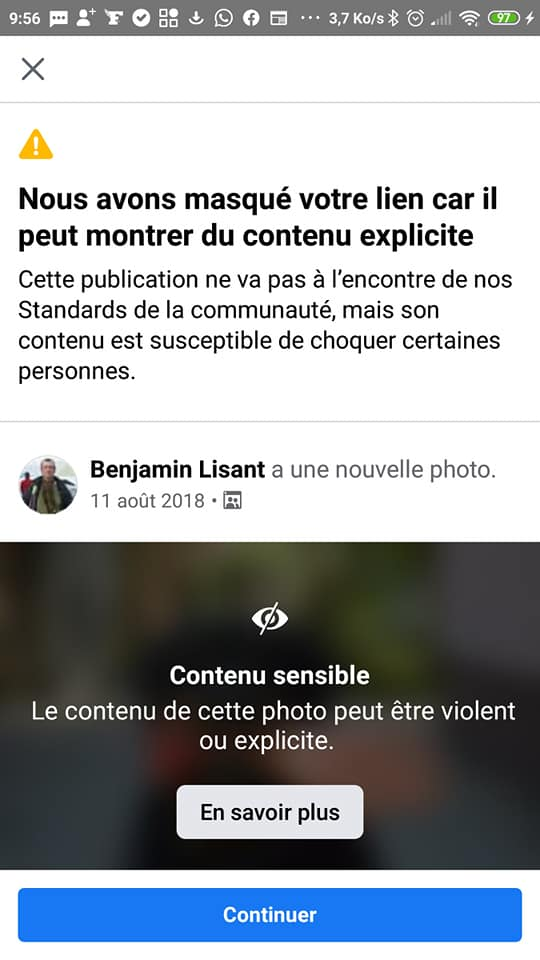 9:56 ... 3,7 Ko/s 97
Nous avons masqué votre lien car il
peut montrer du contenu explicite
Cette publication ne va pas à l’encontre de nos
Standards de la communauté, mais son
contenu est susceptible de choquer certaines
personnes.
Benjamin Lisant a une nouvelle photo.
11 août 2018 •
Contenu sensible
Le contenu de cette photo peut être violent
ou explicite.
En savoir plus
Continuer